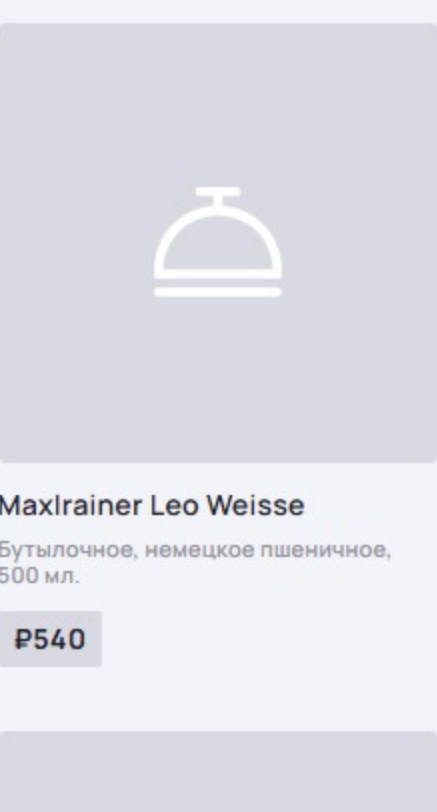 Maxlrainer Leo Weisse
Бутылочное, немецкое пшеничное,
500 мл.
₽540